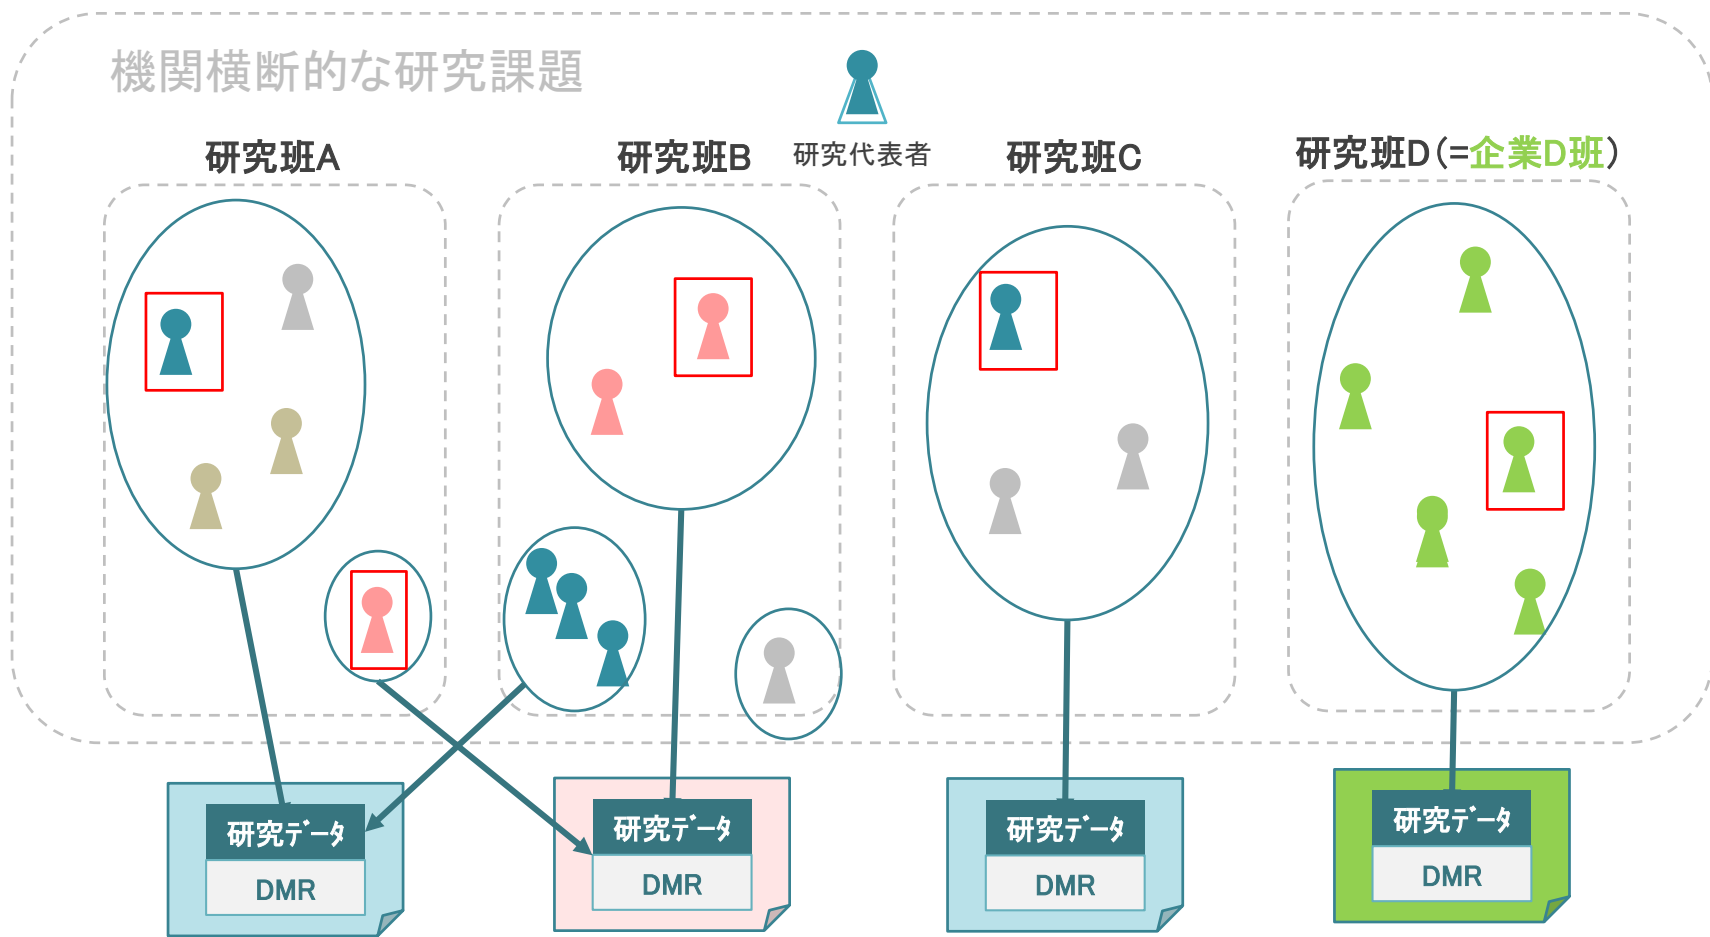 機関横断的な研究課題
研究代表者
研究班A
研究班B
研究班C
研究班D(=企業D班)
研究データ
DMR
研究データ
DMR
研究データ
DMR
研究データ
DMR